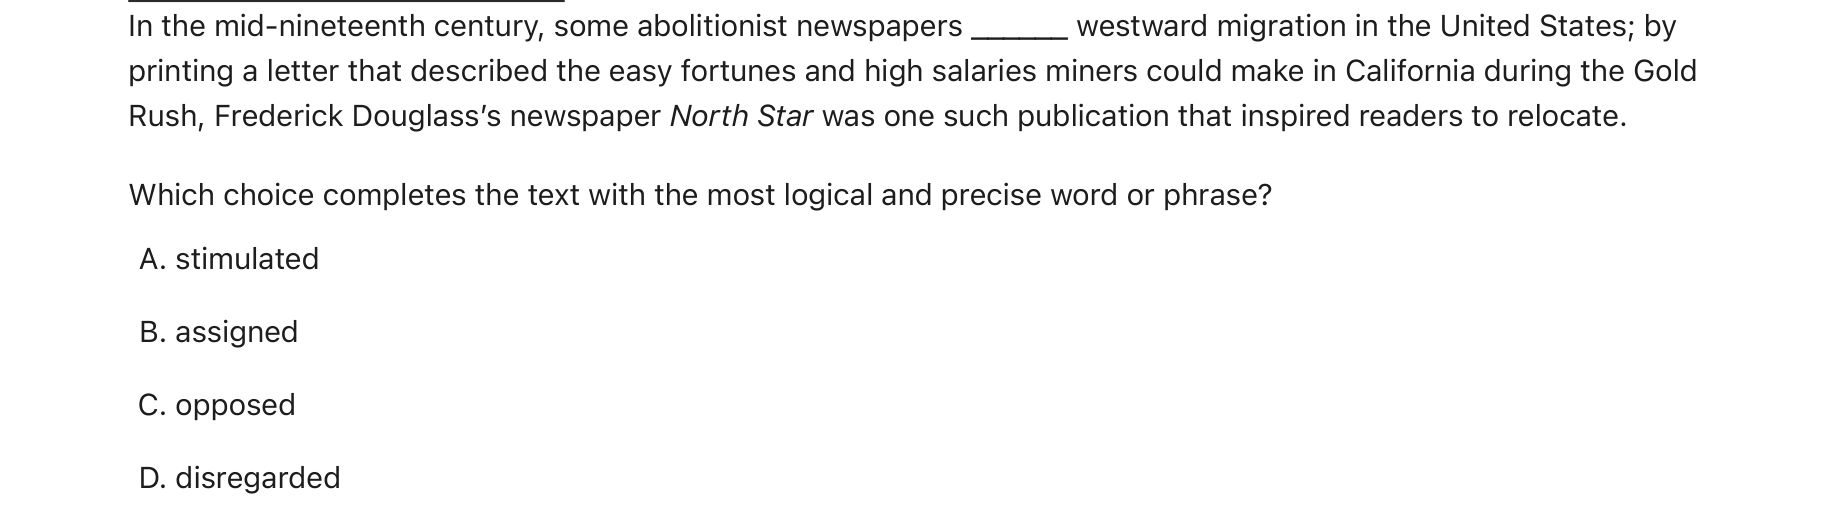 In the mid-nineteenth century, some abolitionist newspapers ______ westward migration in the United States; by
printing a letter that described the easy fortunes and high salaries miners could make in California during the Gold
Rush, Frederick Douglass’s newspaper North Star was one such publication that inspired readers to relocate.
Which choice completes the text with the most logical and precise word or phrase?
A. stimulated
B. assigned
C. opposed
D. disregarded